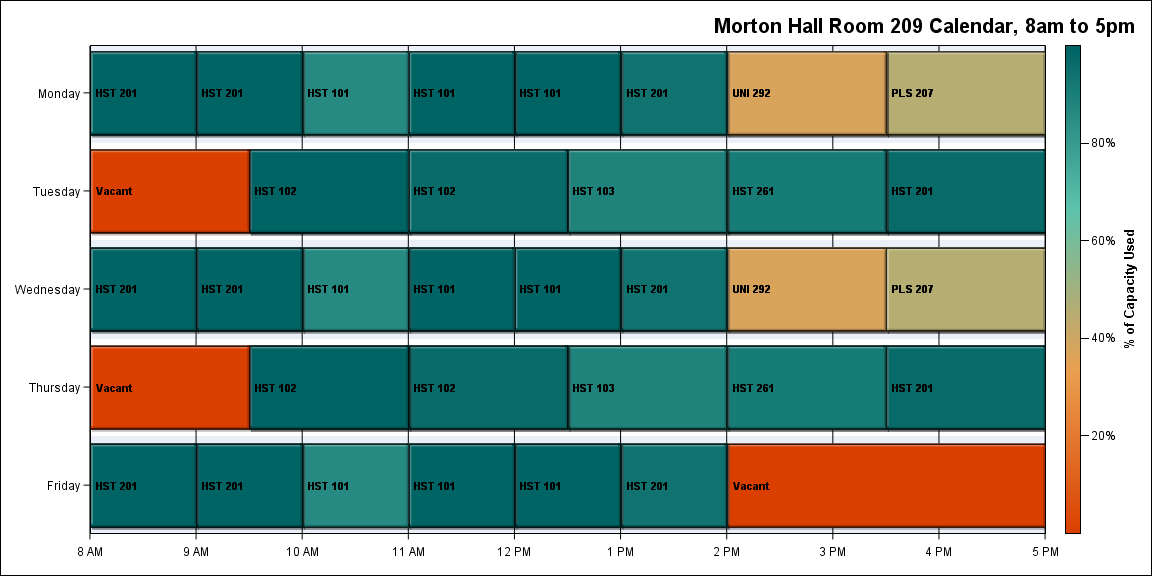 Morton Hall Room 209 Calendar, 8am to 5pm
Monday
HST 201
HST 201
HST 101
HST 101
HST 101
HST 201
UNI 292
PLS 207
Tuesday
Vacant
HST 102
HST 102
HST 103
HST 261
HST 201
Wednesday
HST 201
HST 201
HST 101
HST 101
HST 101
HST 201
UNI 292
PLS 207
Thursday
Vacant
HST 102
HST 102
HST 103
HST 261
HST 201
Friday
HST 201
HST 201
HST 101
HST 101
HST 101
HST 201
Vacant
8 AM
9 AM
10 AM
11 AM
12 PM
1 PM
2 PM
3 PM
4 PM
5 PM
80%
60%
40%
20%
% of Capacity Used